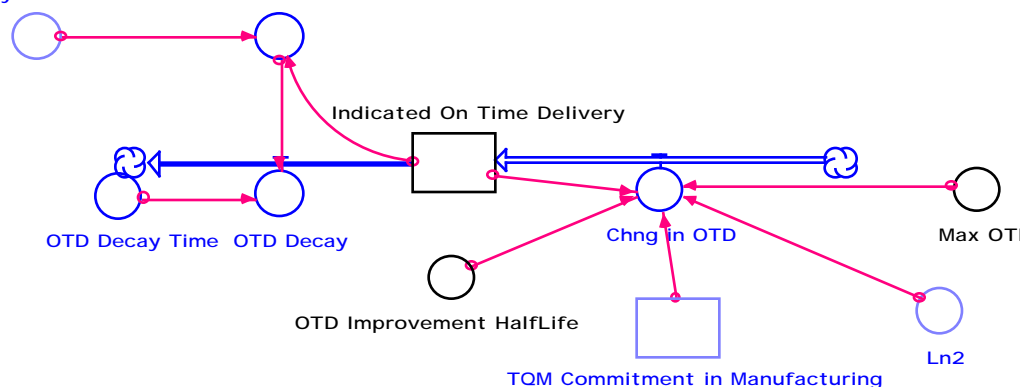 Indicated On Time Delivery
OTD Decay Time OTD Decay
Chng in OTD
Max
OTD Improvement HalfLife
Ln2
TQM Commitment in Manufacturing